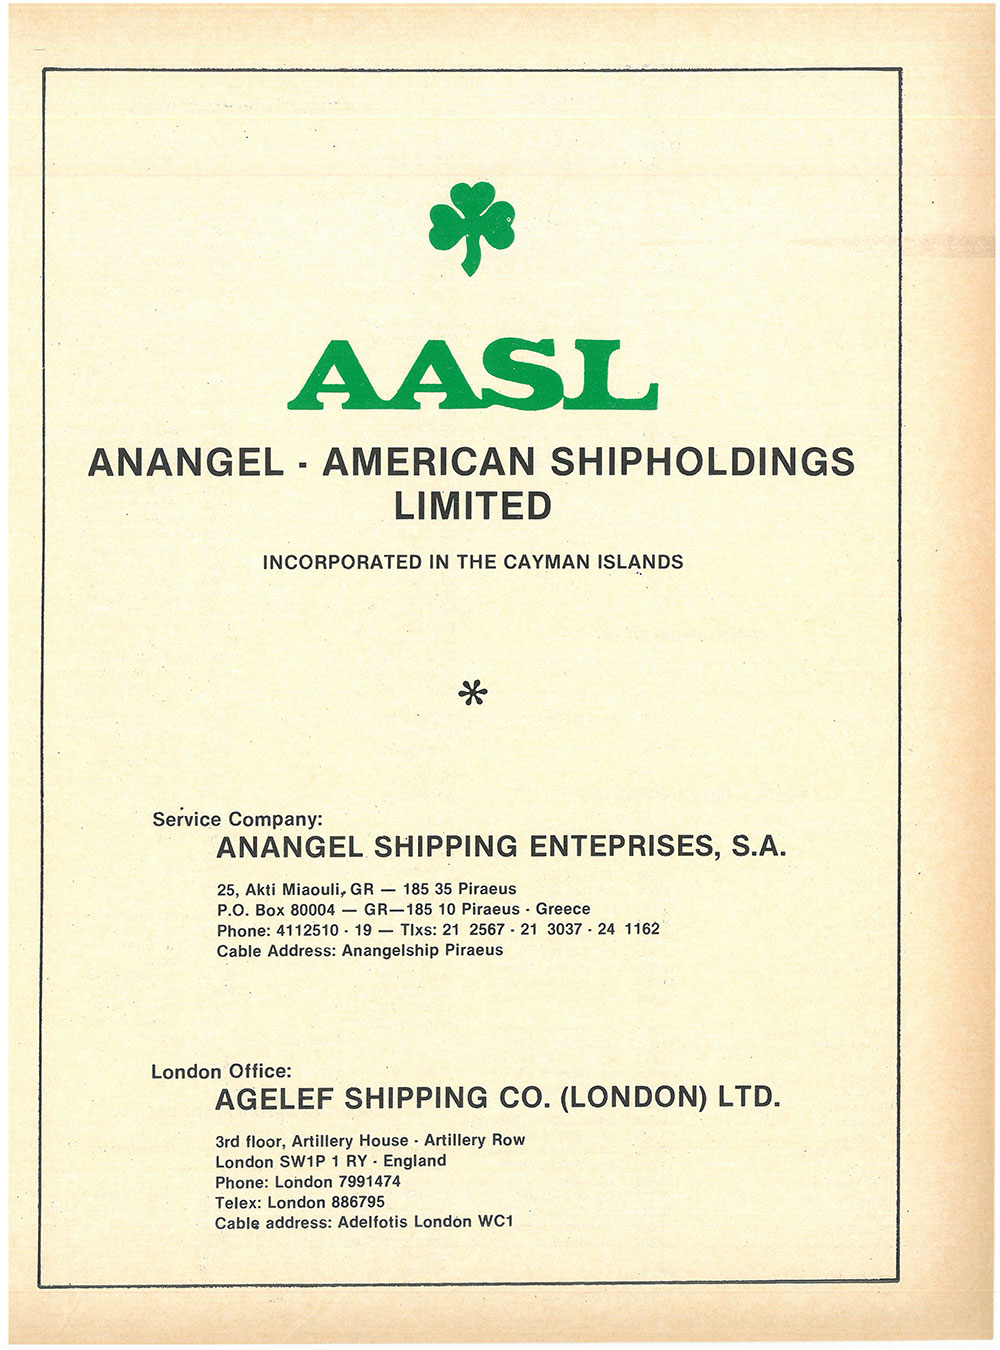 AASL
ANANGEL - AMERICAN SHIPHOLDINGS
LIMITED
INCORPORATED IN THE CAYMAN ISLANDS
*
Service Company:
ANANGEL SHIPPING ENTEPRISES, S.A.
25, Akti Miaouli, GR — 185 35 Piraeus
P.O. Box 80004 — GR—185 10 Piraeus - Greece
Phone: 4112510 - 19 — Tlxs: 21 2567 - 21 3037 - 24 1162
Cable Address: Anangelship Piraeus
London Office:
AGELEF SHIPPING CO. (LONDON) LTD.
3rd floor, Artillery House - Artillery Row
London SW1P 1 RY - England
Phone: London 7991474
Telex: London 886795
Cable address: Adelfotis London WC1